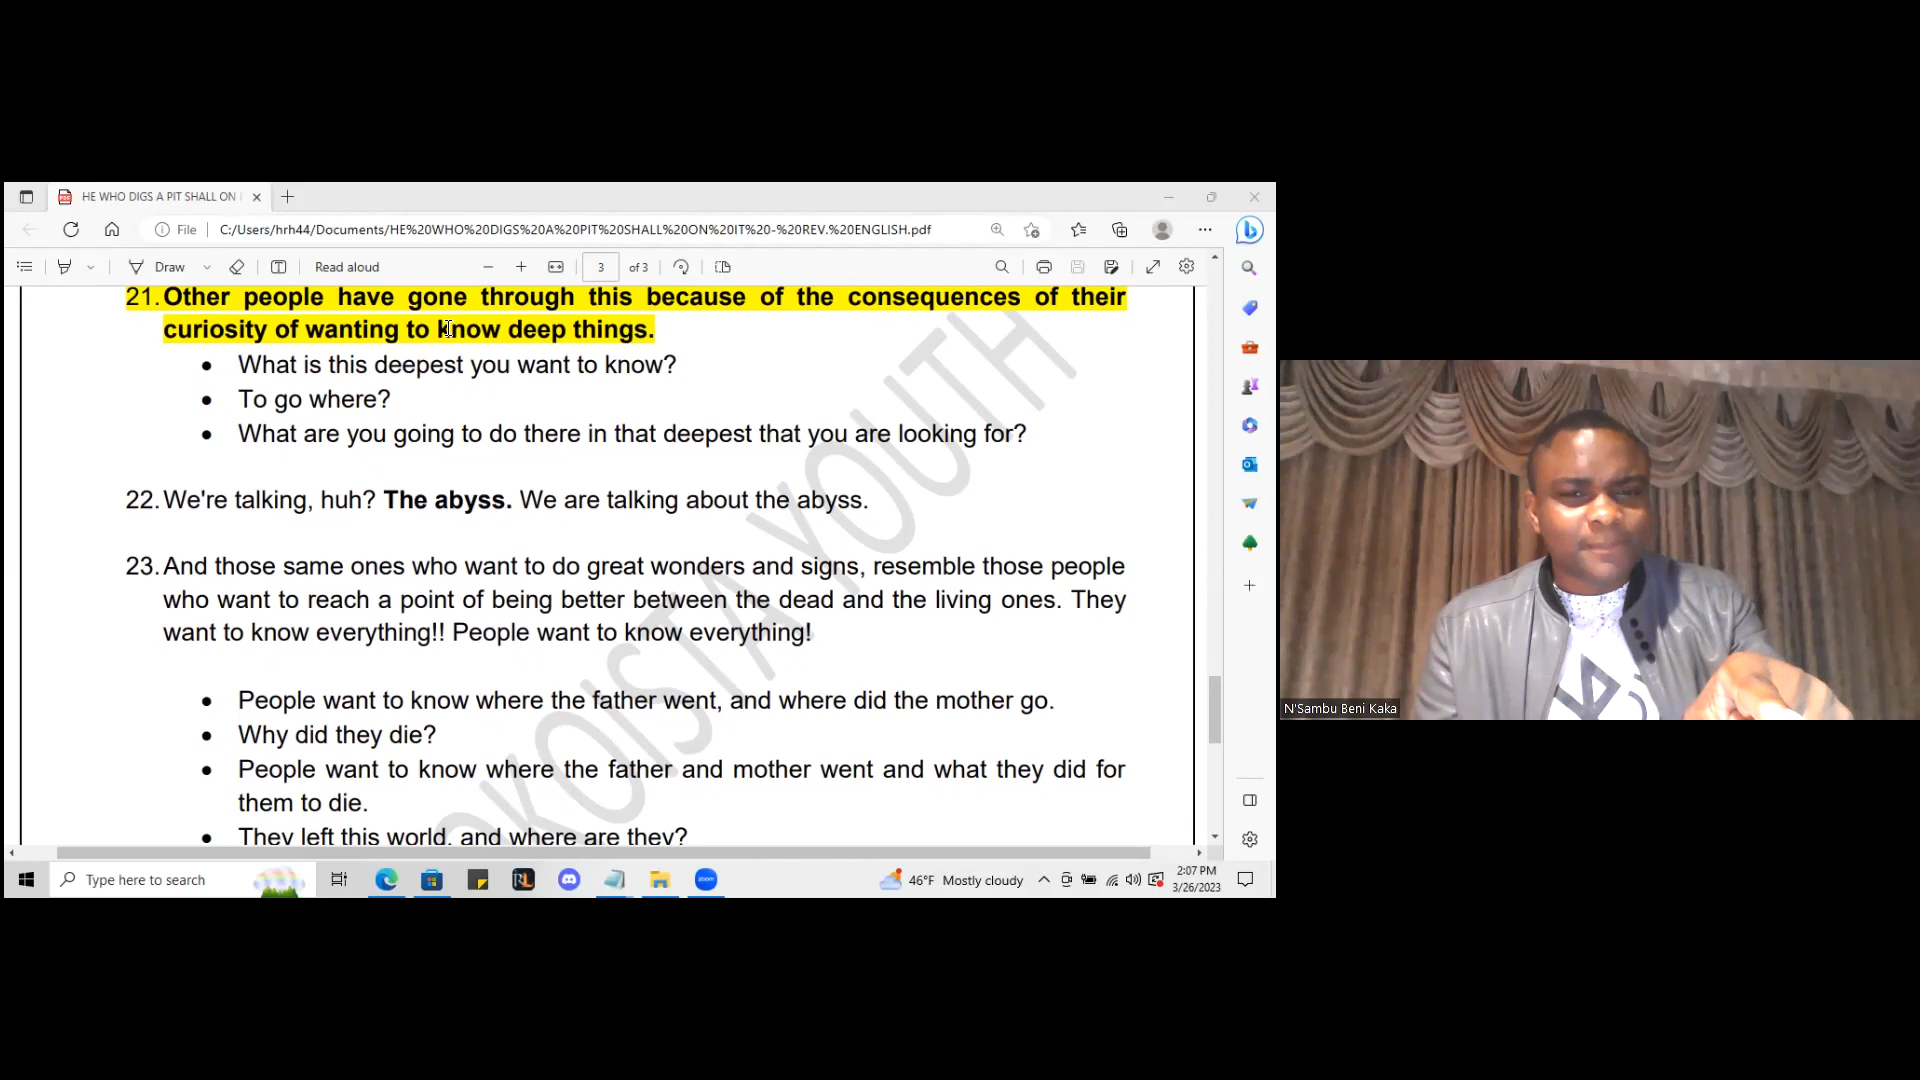 HE WHO DIGS A PIT SHALL ON
File
C:/Users/hrh44/Documents/HE%20WHO%20DIGS%20A%20PIT%20SHALL%20ON%20IT%20-%20REV.%20ENGLISH.pdf
Draw
Read aloud
3
of 3
21. Other people have gone through this because of the consequences of their
curiosity of wanting to know deep things.
• What is this deepest you want to know?
• To go where?
• What are you going to do there in that deepest that you are looking for?
22. We're talking, huh? The abyss. We are talking about the abyss.
23. And those same ones who want to do great wonders and signs, resemble those people
who want to reach a point of being better between the dead and the living ones. They
want to know everything!! People want to know everything!
• People want to know where the father went, and where did the mother go.
• Why did they die?
• People want to know where the father and mother went and what they did for
them to die.
• They left this world, and where are they?
OKOISTA YOUTH
N'Sambu Beni Kaka
Type here to search
RL
zoom
46°F Mostly cloudy
2:07 PM
3/26/2023